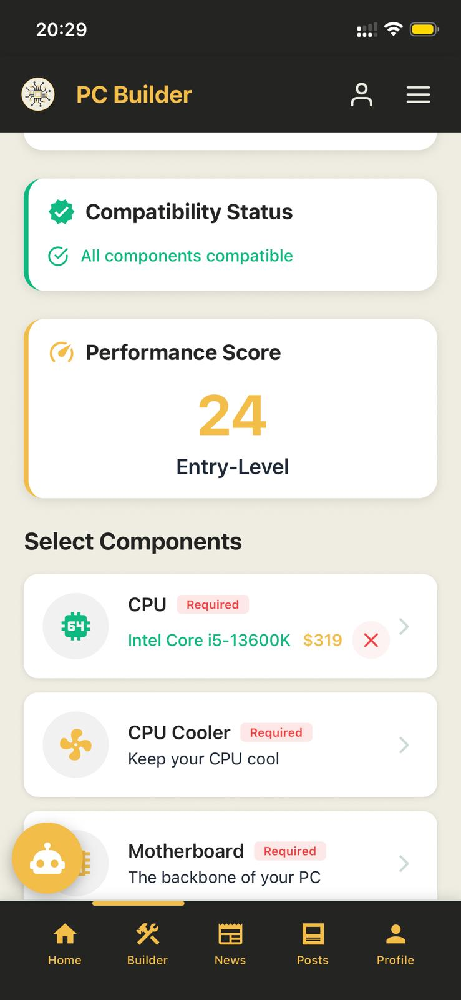 20:29
PC Builder
Compatibility Status
All components compatible
Performance Score
24
Entry-Level
Select Components
CPU Required
64
Intel Core i5-13600K $319
CPU Cooler Required
Keep your CPU cool
Motherboard Required
The backbone of your PC
Home Builder News Posts Profile